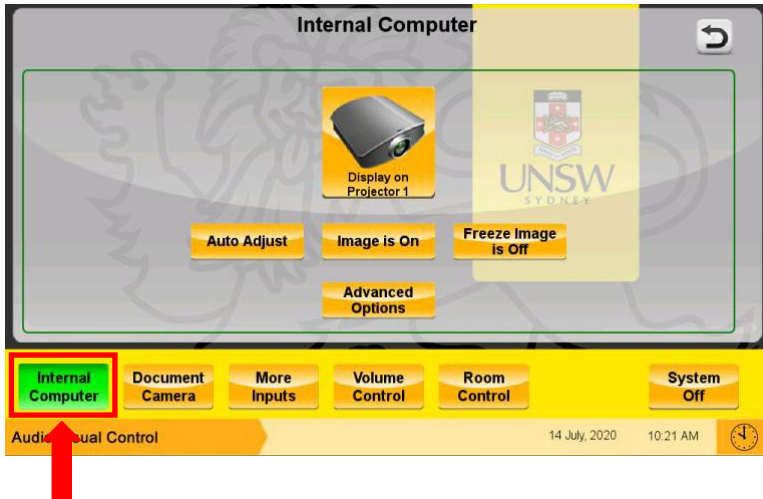 Internal Computer
Display on
Projector 1
UNSW
SYDNEY
Auto Adjust
Image is On
Freeze Image
is Off
Advanced
Options
Internal
Computer
Document
Camera
More
Inputs
Volume
Control
Room
Control
System
Off
Audio Visual Control
14 July, 2020
10:21 AM